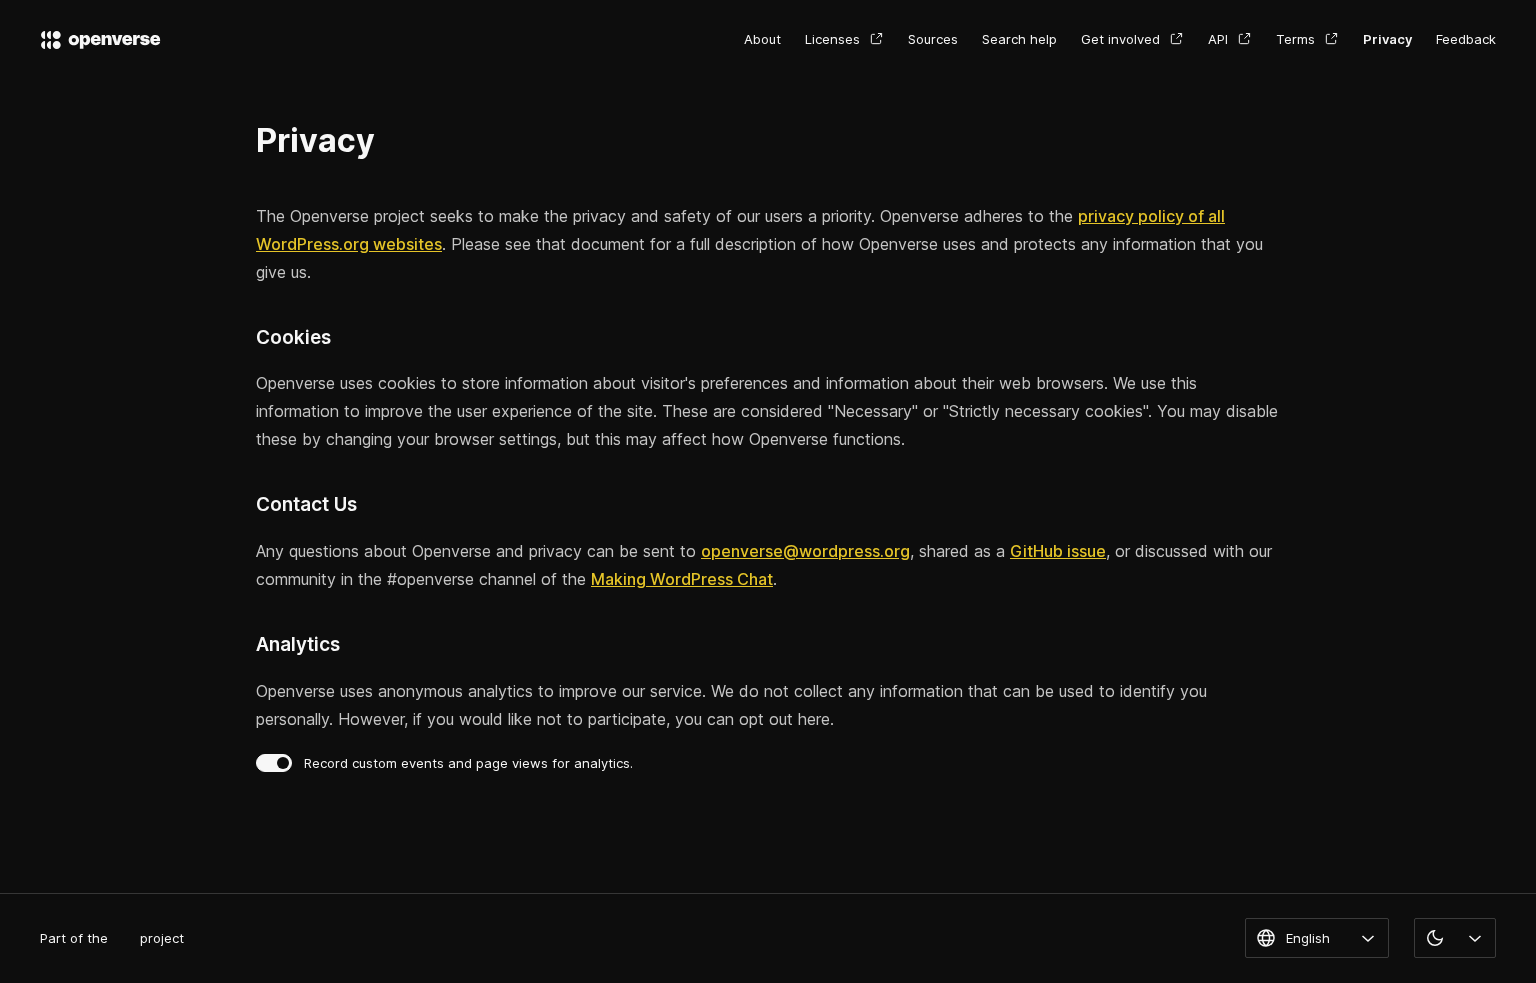 openverse
About Licenses Sources Search help Get involved API Terms Privacy Feedback
Privacy
The Openverse project seeks to make the privacy and safety of our users a priority. Openverse adheres to the privacy policy of all
WordPress.org websites. Please see that document for a full description of how Openverse uses and protects any information that you
give us.
Cookies
Openverse uses cookies to store information about visitor's preferences and information about their web browsers. We use this
information to improve the user experience of the site. These are considered "Necessary" or "Strictly necessary cookies". You may disable
these by changing your browser settings, but this may affect how Openverse functions.
Contact Us
Any questions about Openverse and privacy can be sent to openverse@wordpress.org, shared as a GitHub issue, or discussed with our
community in the #openverse channel of the Making WordPress Chat.
Analytics
Openverse uses anonymous analytics to improve our service. We do not collect any information that can be used to identify you
personally. However, if you would like not to participate, you can opt out here.
Record custom events and page views for analytics.
Part of the project
English